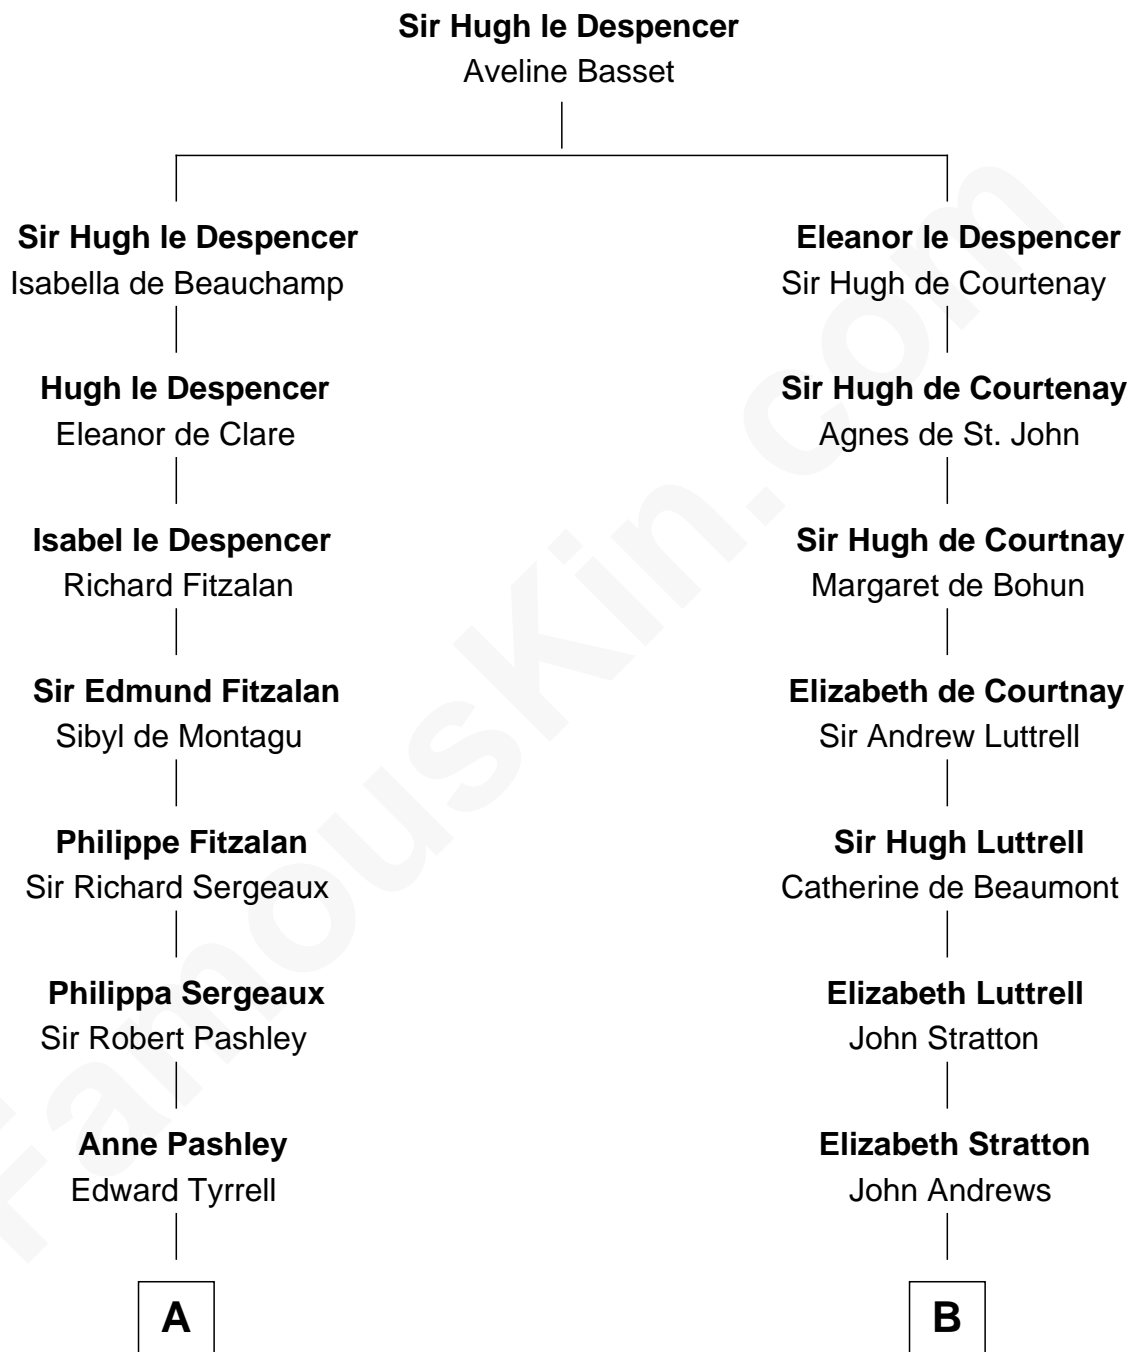 Sir Hugh le Despencer
Aveline Basset
Sir Hugh le Despencer
Isabella de Beauchamp
Hugh le Despencer
Eleanor de Clare
Isabel le Despencer
Richard Fitzalan
Sir Edmund Fitzalan
Sibyl de Montagu
Philippe Fitzalan
Sir Richard Sergeaux
Philippa Sergeaux
Sir Robert Pashley
Anne Pashley
Edward Tyrrell
A
Eleanor le Despencer
Sir Hugh de Courtenay
Sir Hugh de Courtenay
Agnes de St. John
Sir Hugh de Courtnay
Margaret de Bohun
Elizabeth de Courtnay
Sir Andrew Luttrell
Sir Hugh Luttrell
Catherine de Beaumont
Elizabeth Luttrell
John Stratton
Elizabeth Stratton
John Andrews
B
FamousKin.com